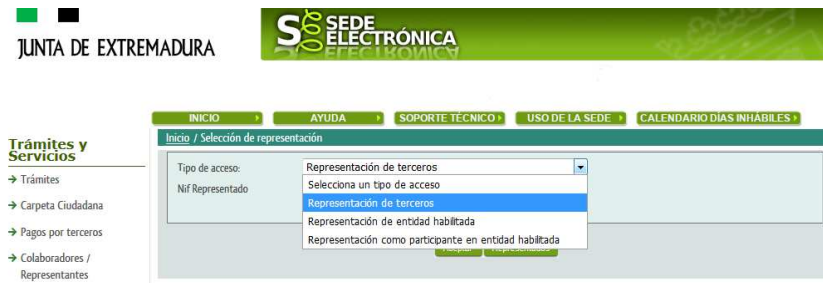 JUNTA DE EXTREMADURA
SEDE
ELECTRÓNICA
INICIO
AYUDA
SOPORTE TÉCNICO
USO DE LA SEDE
CALENDARIO DÍAS INHÁBILES
Inicio / Selección de representación
Trámites y
Servicios
Trámites
Carpeta Ciudadana
Pagos por terceros
Colaboradores /
Representantes
Tipo de acceso:
Representación de terceros
Nif Representado
Selecciona un tipo de acceso
Representación de terceros
Representación de entidad habilitada
Representación como participante en entidad habilitada